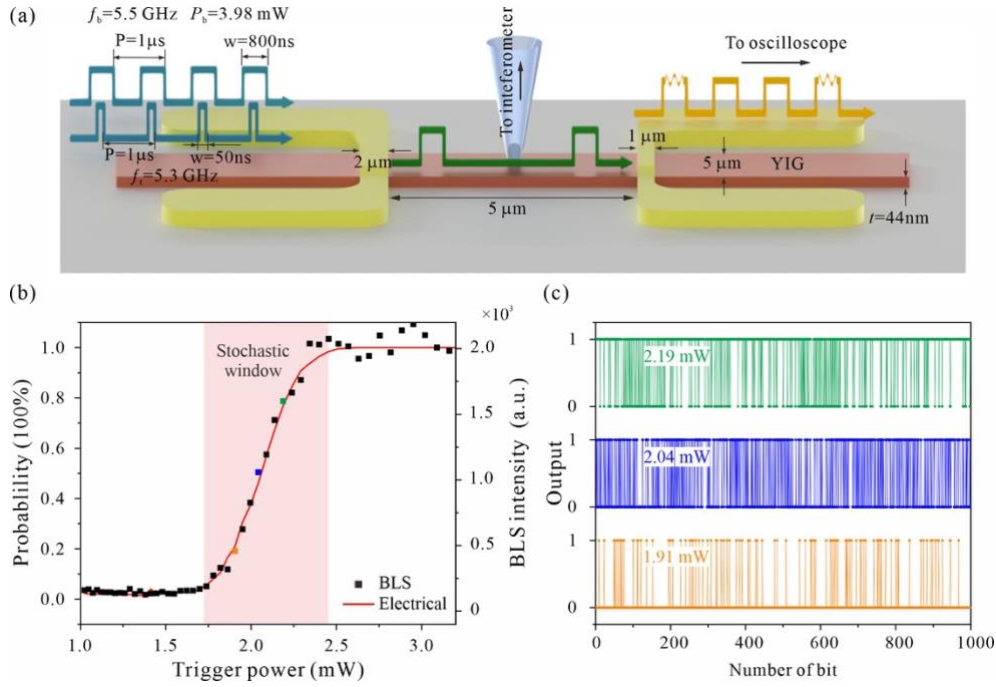 (a)
f_b=5.5 GHz P_b=3.98 mW
P=1μs
w=800ns
P=1μs
w=50ns
f_t=5.3 GHz
2 μm
To inteferometer
To oscilloscope
1 μm
5 μm
YIG
5 μm
t=44nm
(b)
×10³
1.0
0.8
0.6
0.4
0.2
0.0
Probablility (100%)
Stochastic
window
BLS
Electrical
2.0
1.5
1.0
0.5
0
BLS intensity (a.u.)
1.0
1.5
2.0
2.5
3.0
Trigger power (mW)
(c)
1
2.19 mW
0
1
2.04 mW
0
1
1.91 mW
0
Output
0
200
400
600
800
1000
Number of bit